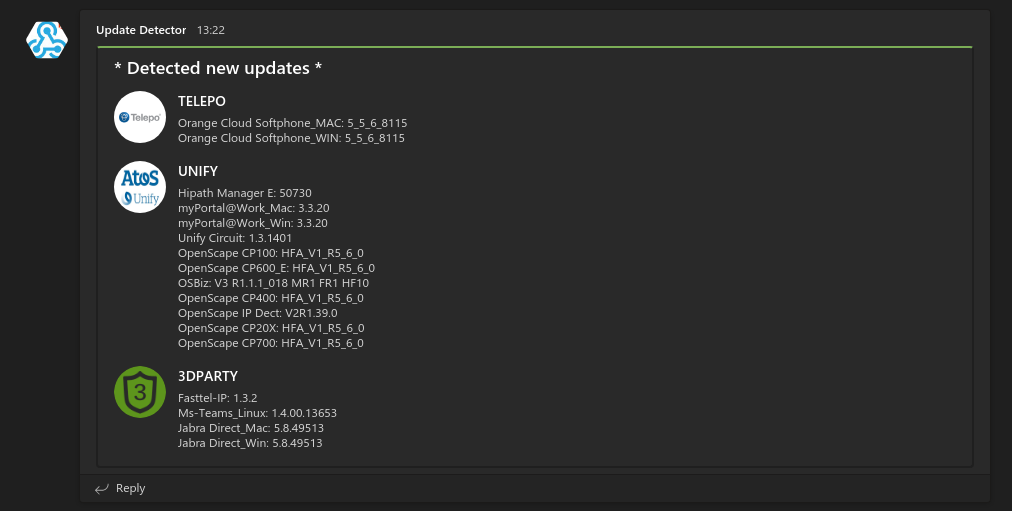 Update Detector 13:22
* Detected new updates *
Telepo
TELEPO
Orange Cloud Softphone_MAC: 5_5_6_8115
Orange Cloud Softphone_WIN: 5_5_6_8115
Atos
Unify
UNIFY
Hipath Manager E: 50730
myPortal@Work_Mac: 3.3.20
myPortal@Work_Win: 3.3.20
Unify Circuit: 1.3.1401
OpenScape CP100: HFA_V1_R5_6_0
OpenScape CP600_E: HFA_V1_R5_6_0
OSBiz: V3 R1.1.1_018 MR1 FR1 HF10
OpenScape CP400: HFA_V1_R5_6_0
OpenScape IP Dect: V2R1.39.0
OpenScape CP20X: HFA_V1_R5_6_0
OpenScape CP700: HFA_V1_R5_6_0
3
3DPARTY
Fasttel-IP: 1.3.2
Ms-Teams_Linux: 1.4.00.13653
Jabra Direct_Mac: 5.8.49513
Jabra Direct_Win: 5.8.49513
Reply